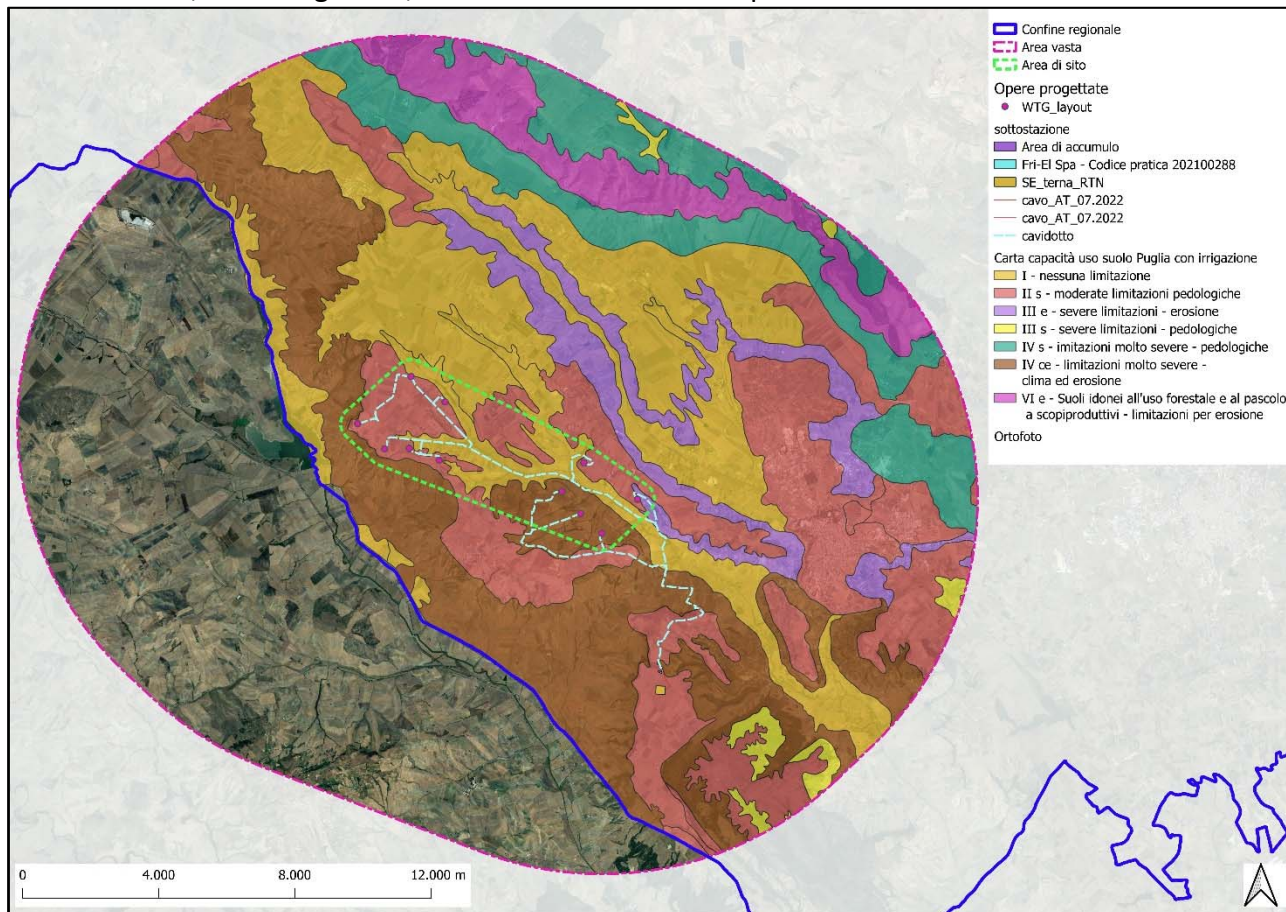 Confine regionale
Area vasta
Area di sito
Opere progettate
WTG_layout
sottostazione
Area di accumulo
Fri-El Spa - Codice pratica 202100288
SE_terna_RTN
cavo_AT_07.2022
cavo_AT_07.2022
cavidotto
Carta capacità uso suolo Puglia con irrigazione
I - nessuna limitazione
II s - moderate limitazioni pedologiche
III e - severe limitazioni - erosione
III s - severe limitazioni - pedologiche
IV s - imitazioni molto severe - pedologiche
IV ce - limitazioni molto severe -
clima ed erosione
VI e - Suoli idonei all'uso forestale e al pascolo
a scopiproduttivi - limitazioni per erosione
Ortofoto
0 4.000 8.000 12.000 m